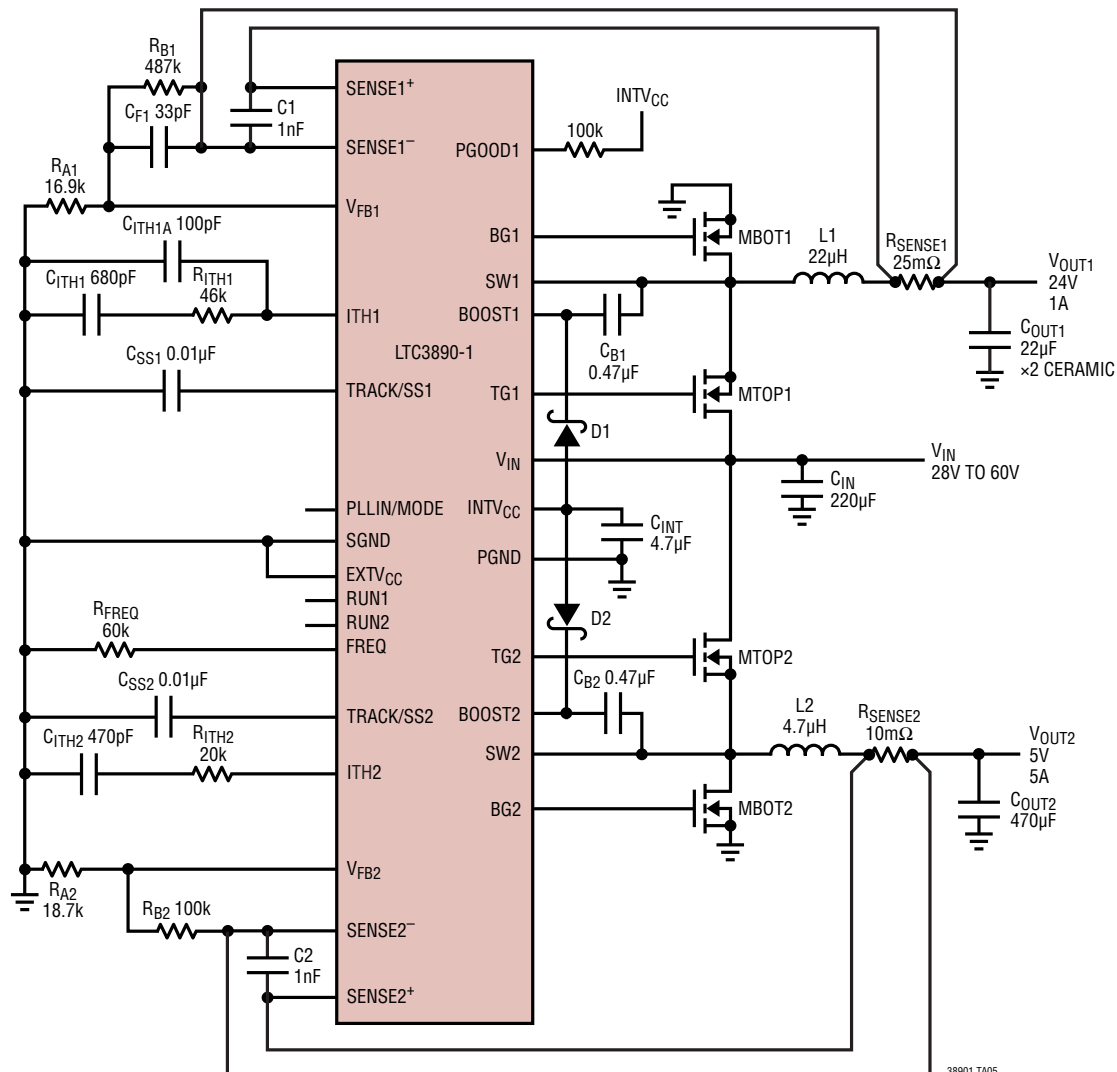 RB1
487k
CF1 33pF
C1
1nF
RA1
16.9k
CITH1A 100pF
CITH1 680pF
RITH1
46k
CSS1 0.01µF
RFREQ
60k
CSS2 0.01µF
CITH2 470pF
RITH2
20k
RA2
18.7k
RB2 100k
C2
1nF
SENSE1+
SENSE1–
VFB1
ITH1
LTC3890-1
TRACK/SS1
PLLIN/MODE
SGND
EXTVCC
RUN1
RUN2
FREQ
TRACK/SS2
ITH2
VFB2
SENSE2–
SENSE2+
PGOOD1
BG1
SW1
BOOST1
TG1
VIN
INTVCC
PGND
TG2
BOOST2
SW2
BG2
INTVCC
100k
MBOT1
L1
22µH
RSENSE1
25mΩ
VOUT1
24V
1A
COUT1
22µF
×2 CERAMIC
CB1
0.47µF
MTOP1
D1
VIN
28V TO 60V
CIN
220µF
CINT
4.7µF
D2
MTOP2
CB2 0.47µF
L2
4.7µH
RSENSE2
10mΩ
VOUT2
5V
5A
COUT2
470µF
MBOT2
38901 TA05